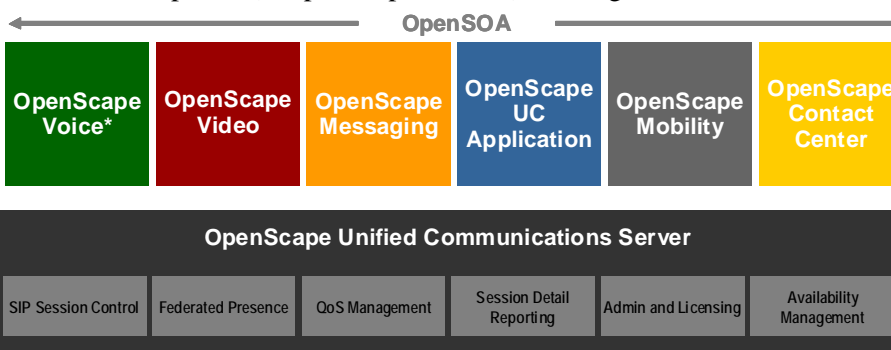 OpenSOA
OpenScape
Voice*
OpenScape
Video
OpenScape
Messaging
OpenScape
UC
Application
OpenScape
Mobility
OpenScape
Contact
Center
OpenScape Unified Communications Server
SIP Session Control
Federated Presence
QoS Management
Session Detail
Reporting
Admin and Licensing
Availability
Management